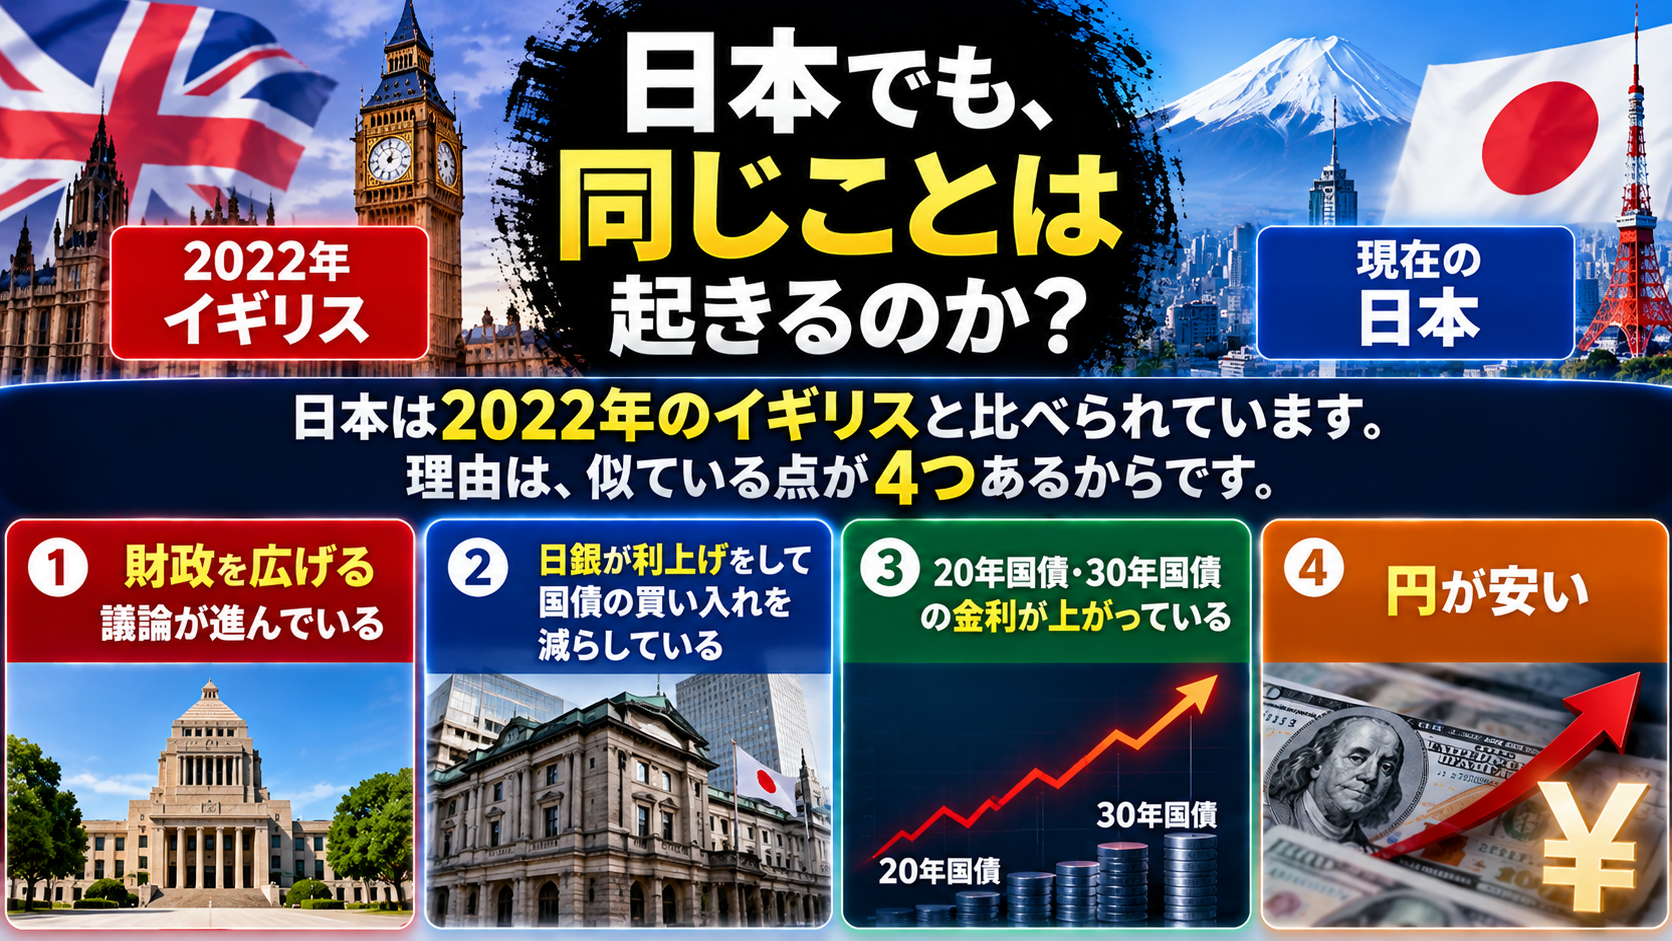 日本でも、
同じことは
起きるのか?
2022年
イギリス
現在の
日本
日本は2022年のイギリスと比べられています。
理由は、似ている点が4つあるからです。
1 財政を広げる
議論が進んでいる
2 日銀が利上げをして
国債の買い入れを
減らしている
3 20年国債・30年国債
の金利が上がっている
30年国債
20年国債
4 円が安い
¥